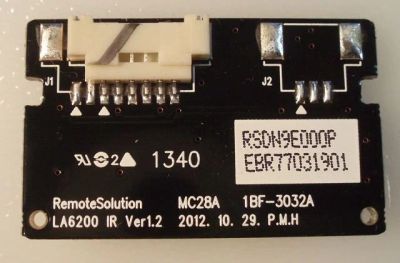 J1
J2
2
1340
RSDN9E000P
EBR77031901
RemoteSolution MC28A 1BF-3032A
LA6200 IR Ver1.2 2012. 10. 29. P.M.H